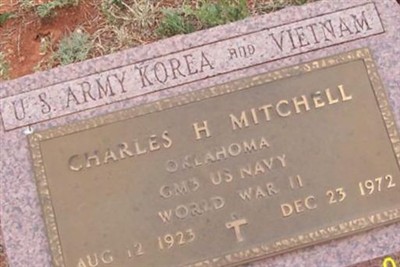 U.S. ARMY KOREA AND VIETNAM
CHARLES H MITCHELL
OKLAHOMA
GM3 US NAVY
WORLD WAR II
AUG 12 1923 DEC 23 1972